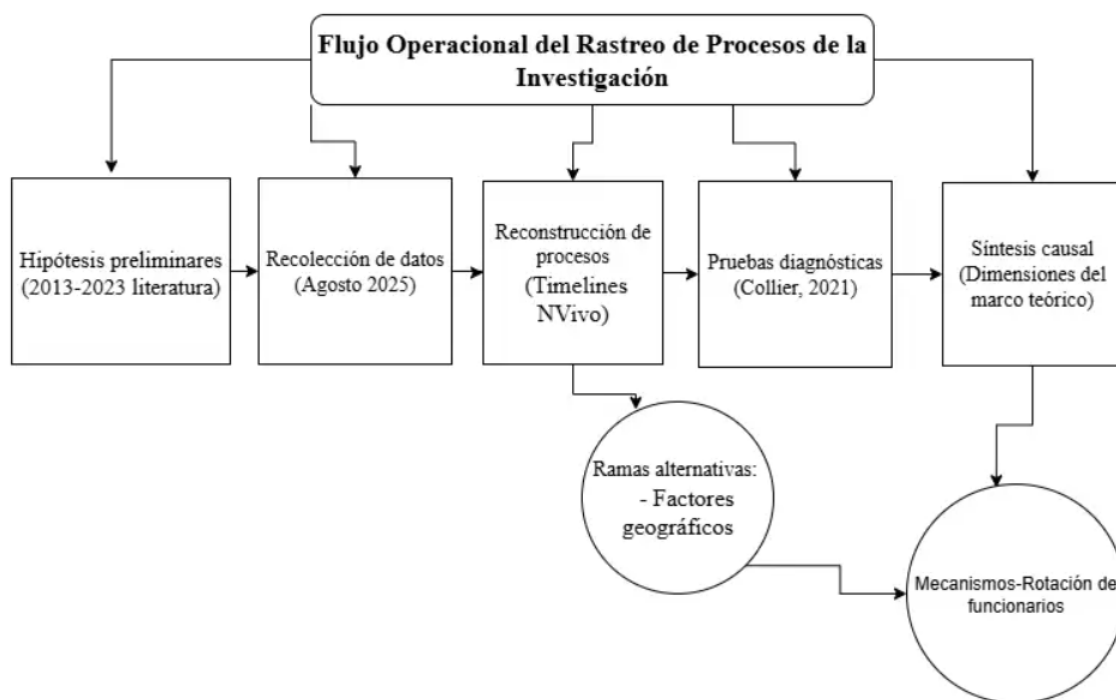 Flujo Operacional del Rastreo de Procesos de la
Investigación
Hipótesis preliminares
(2013-2023 literatura)
Recolección de datos
(Agosto 2025)
Reconstrucción de
procesos
(Timelines
NVivo)
Pruebas diagnósticas
(Collier, 2021)
Síntesis causal
(Dimensiones del
marco teórico)
Ramas alternativas:
- Factores
geográficos
Mecanismos-Rotación de
funcionarios